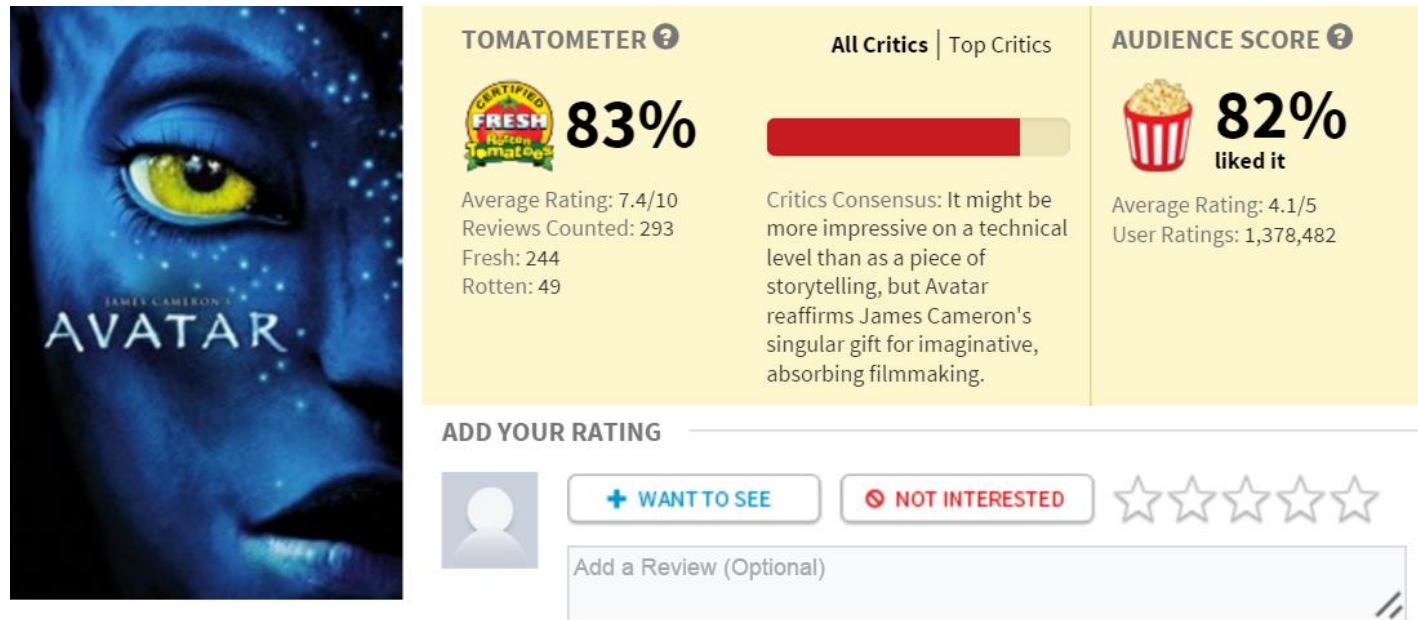 JAMES CAMERON'S
AVATAR
TOMATOMETER ?
All Critics | Top Critics
CERTIFIED
FRESH
Rotten
Tomatoes
83%
Average Rating: 7.4/10
Reviews Counted: 293
Fresh: 244
Rotten: 49
Critics Consensus: It might be
more impressive on a technical
level than as a piece of
storytelling, but Avatar
reaffirms James Cameron's
singular gift for imaginative,
absorbing filmmaking.
AUDIENCE SCORE ?
82%
liked it
Average Rating: 4.1/5
User Ratings: 1,378,482
ADD YOUR RATING
+ WANT TO SEE
NOT INTERESTED
Add a Review (Optional)